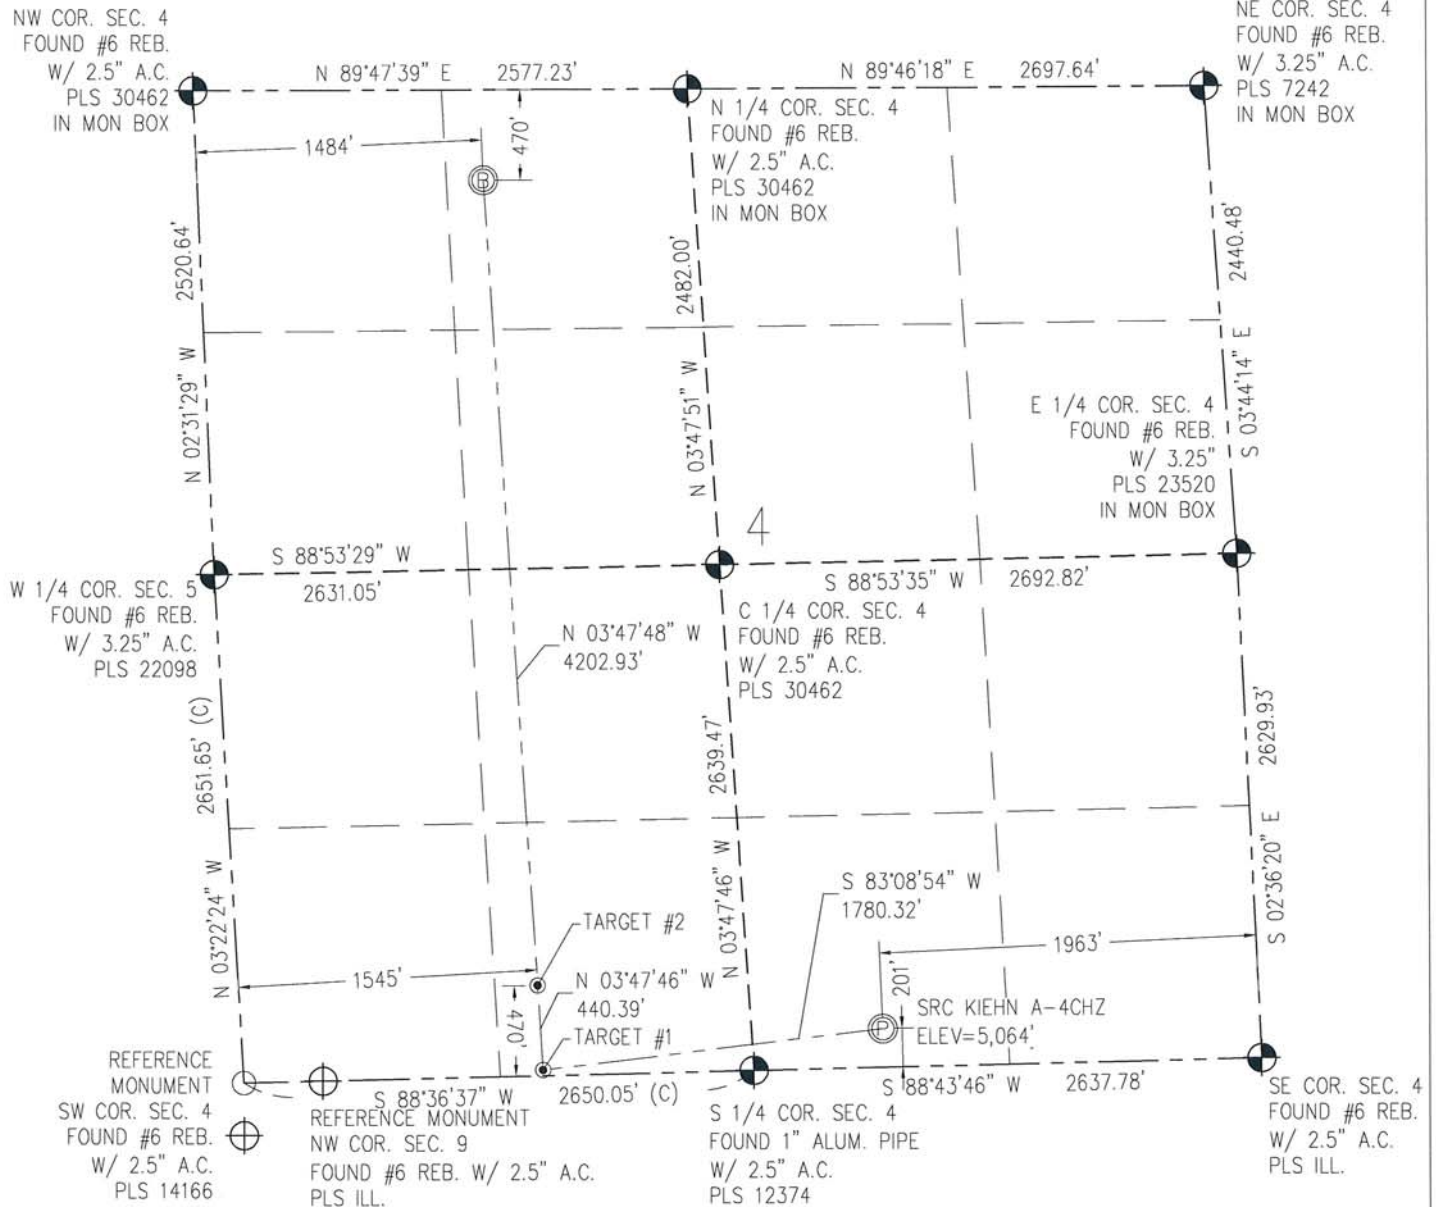 NW COR. SEC. 4
FOUND #6 REB.
W/ 2.5" A.C.
PLS 30462
IN MON BOX
N 89°47'39" E 2577.23'
N 89°46'18" E 2697.64'
NE COR. SEC. 4
FOUND #6 REB.
W/ 3.25" A.C.
PLS 7242
IN MON BOX
N 1/4 COR. SEC. 4
FOUND #6 REB.
W/ 2.5" A.C.
PLS 30462
IN MON BOX
1484'
470'
B
2520.64'
N 02°31'29" W
2482.00'
N 03°47'51" W
2440.48'
S 03°44'14" E
E 1/4 COR. SEC. 4
FOUND #6 REB.
W/ 3.25"
PLS 23520
IN MON BOX
4
S 88°53'29" W
2631.05'
S 88°53'35" W 2692.82'
W 1/4 COR. SEC. 5
FOUND #6 REB.
W/ 3.25" A.C.
PLS 22098
N 03°47'48" W
4202.93'
C 1/4 COR. SEC. 4
FOUND #6 REB.
W/ 2.5" A.C.
PLS 30462
2651.65' (C)
N 03°22'24" W
2639.47'
N 03°47'46" W
2629.93'
S 02°36'20" E
S 83°08'54" W
1780.32'
TARGET #2
1545'
470'
N 03°47'46" W
440.39'
TARGET #1
1963'
201'
P
SRC KIEHN A-4CHZ
ELEV=5,064'
REFERENCE
MONUMENT
SW COR. SEC. 4
FOUND #6 REB.
W/ 2.5" A.C.
PLS 14166
S 88°36'37" W 2650.05' (C)
REFERENCE MONUMENT
NW COR. SEC. 9
FOUND #6 REB. W/ 2.5" A.C.
PLS ILL.
S 88°43'46" W 2637.78'
S 1/4 COR. SEC. 4
FOUND 1" ALUM. PIPE
W/ 2.5" A.C.
PLS 12374
SE COR. SEC. 4
FOUND #6 REB.
W/ 2.5" A.C.
PLS ILL.